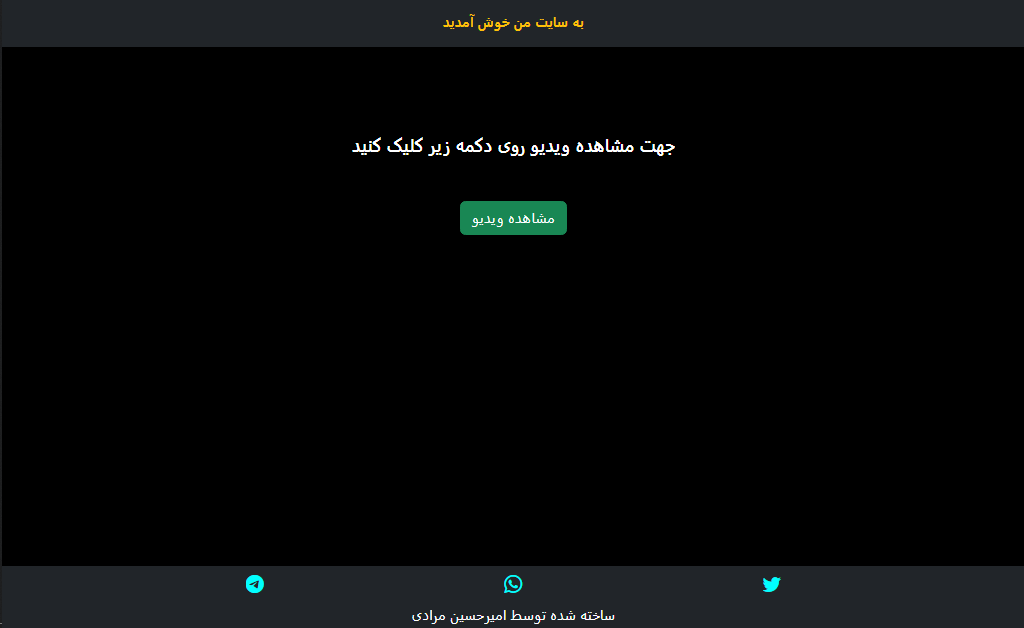 به سایت من خوش آمدید
جهت مشاهده ویدیو روی دکمه زیر کلیک کنید
مشاهده ویدیو
ساخته شده توسط امیرحسین مرادی